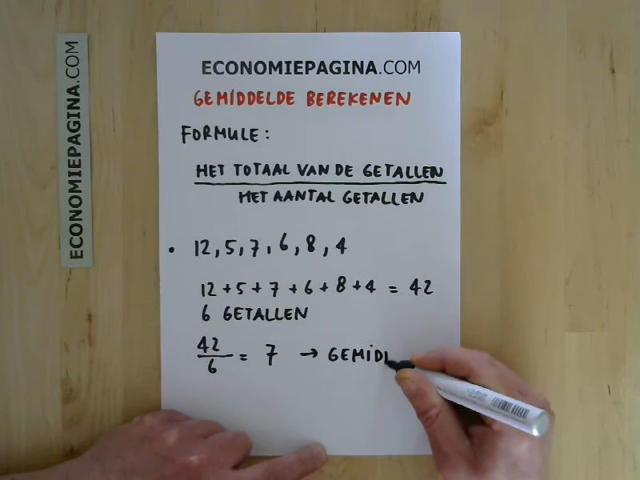 ECONOMIEPAGINA.COM
ECONOMIEPAGINA.COM
GEMIDDELDE BEREKENEN
FORMULE:
HET TOTAAL VAN DE GETALLEN
HET AANTAL GETALLEN
• 12, 5, 7, 6, 8, 4
12 + 5 + 7 + 6 + 8 + 4 = 42
6 GETALLEN
42/6 = 7 → GEMIDI